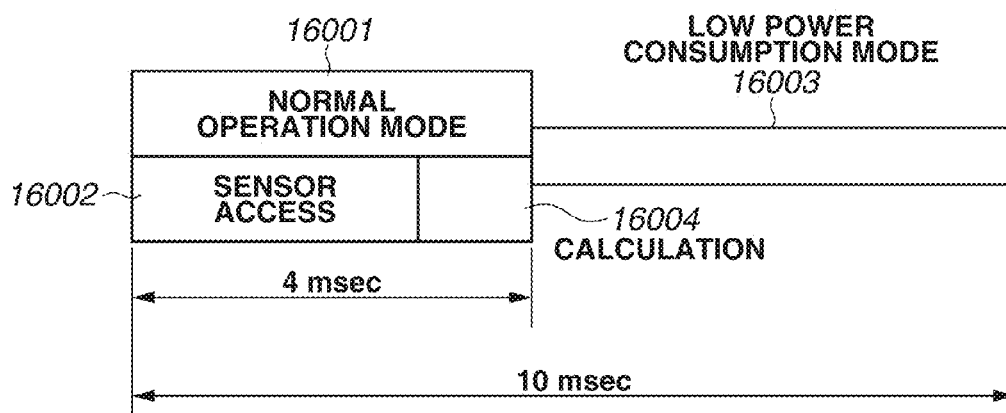 16001
LOW POWER
CONSUMPTION MODE
16003
NORMAL
OPERATION MODE
16002
SENSOR
ACCESS
16004
CALCULATION
4 msec
10 msec